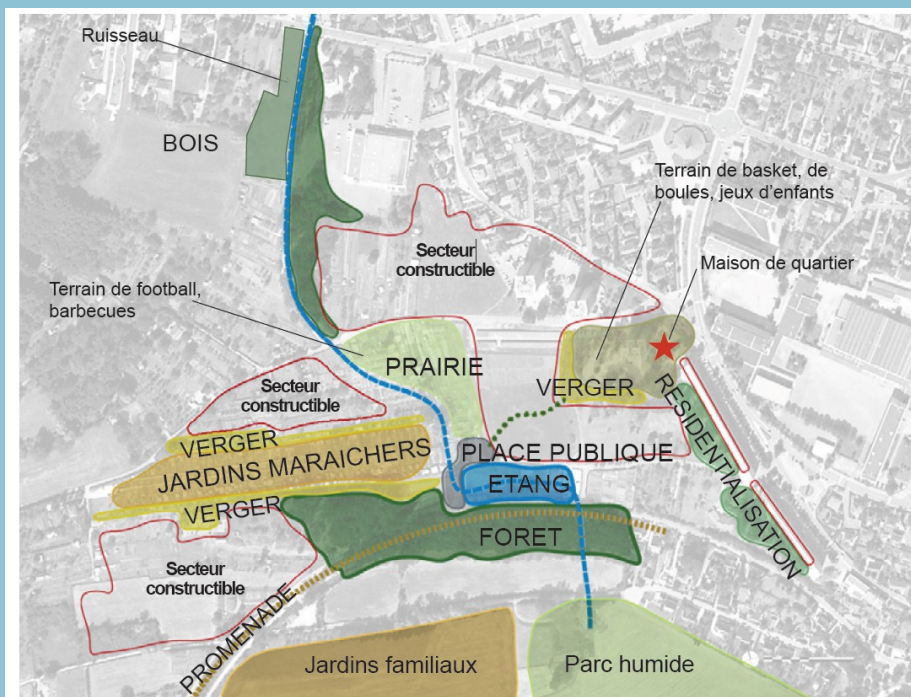 Ruisseau
BOIS
Terrain de basket, de
boules, jeux d'enfants
Secteur
constructible
Maison de quartier
Terrain de football,
barbecues
PRAIRIE
Secteur
constructible
VERGER
RESIDENTIALISATION
VERGER
JARDINS MARAICHERS
PLACE PUBLIQUE
ETANG
VERGER
FORET
Secteur
constructible
PROMENADE
Jardins familiaux
Parc humide